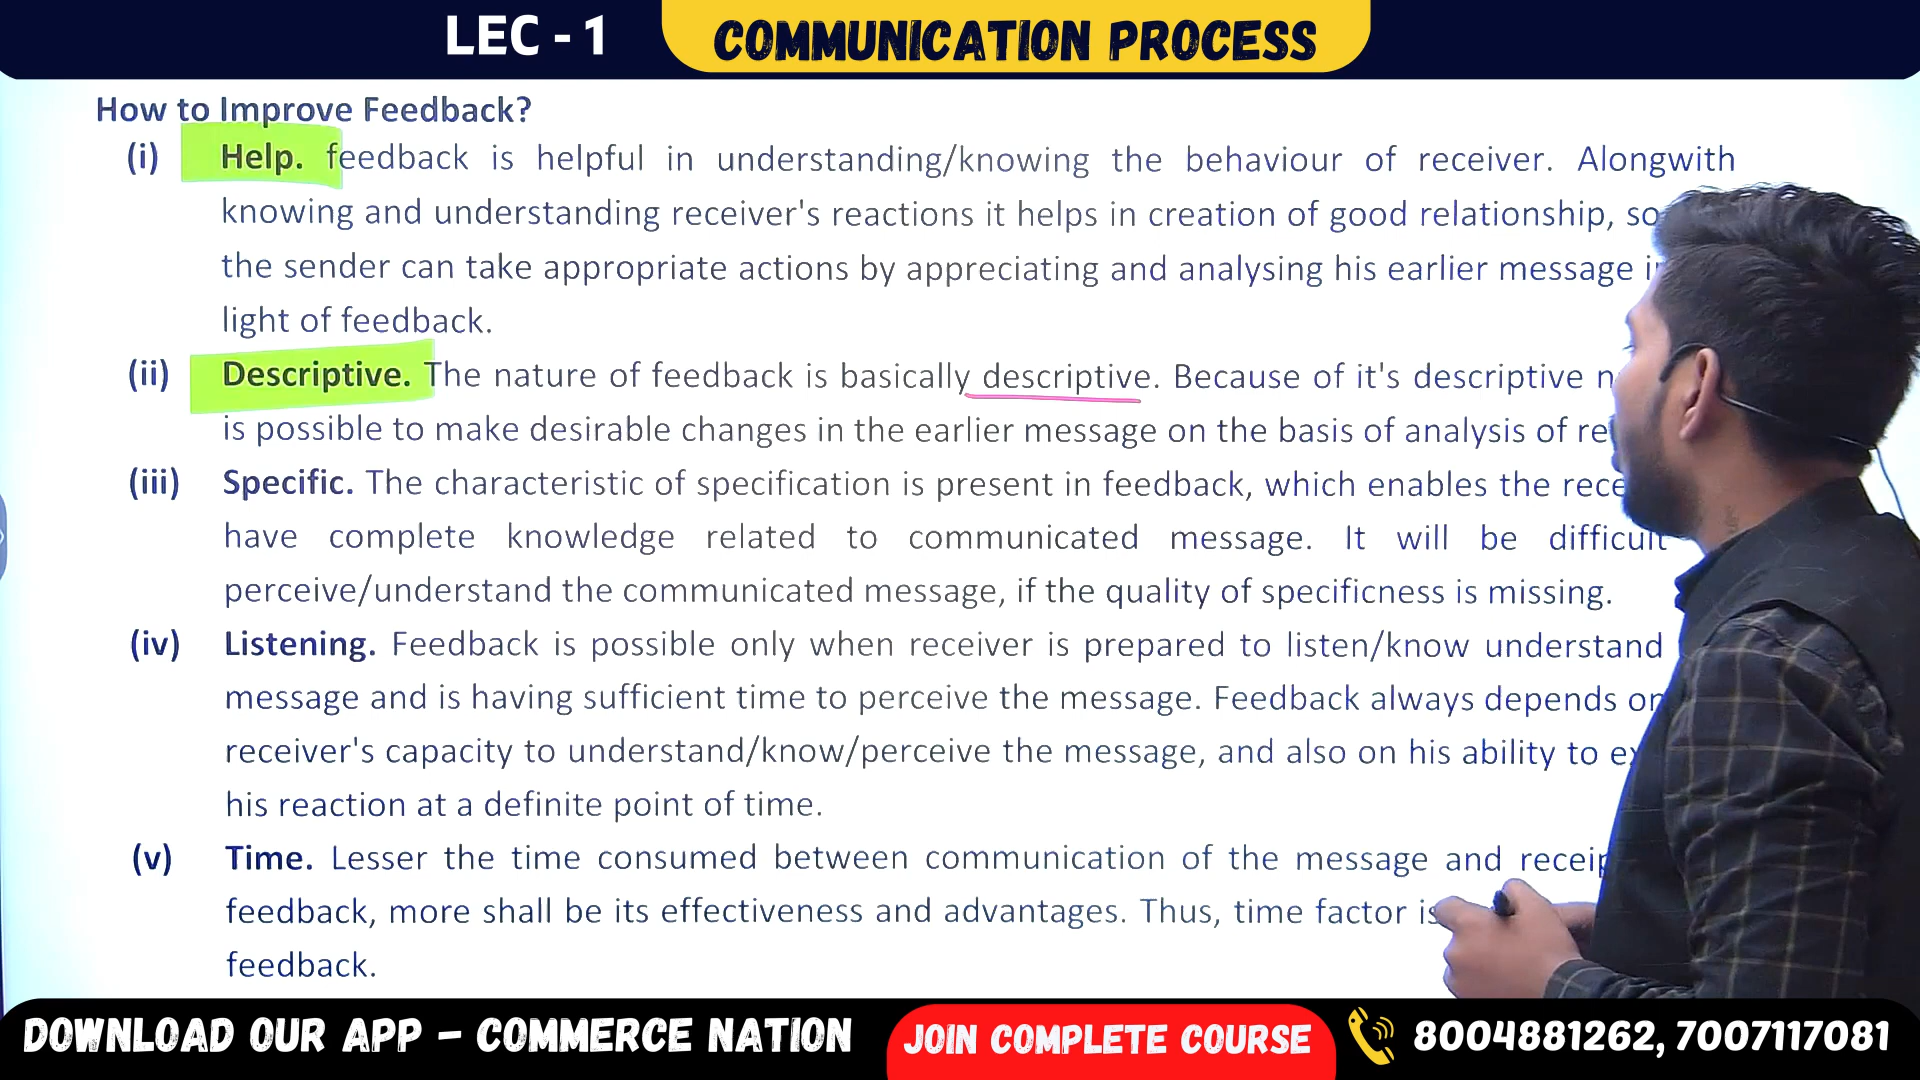 LEC - 1
COMMUNICATION PROCESS
How to Improve Feedback?
(i) Help. feedback is helpful in understanding/knowing the behaviour of receiver. Alongwith
knowing and understanding receiver's reactions it helps in creation of good relationship, so
the sender can take appropriate actions by appreciating and analysing his earlier message
light of feedback.
(ii) Descriptive. The nature of feedback is basically descriptive. Because of it's descriptive
is possible to make desirable changes in the earlier message on the basis of analysis of
(iii) Specific. The characteristic of specification is present in feedback, which enables the
have complete knowledge related to communicated message. It will be difficult
perceive/understand the communicated message, if the quality of specificness is missing.
(iv) Listening. Feedback is possible only when receiver is prepared to listen/know understand
message and is having sufficient time to perceive the message. Feedback always depends on
receiver's capacity to understand/know/perceive the message, and also on his ability to
his reaction at a definite point of time.
(v) Time. Lesser the time consumed between communication of the message and
feedback, more shall be its effectiveness and advantages. Thus, time factor is
feedback.
DOWNLOAD OUR APP - COMMERCE NATION
JOIN COMPLETE COURSE
8004881262, 7007117081